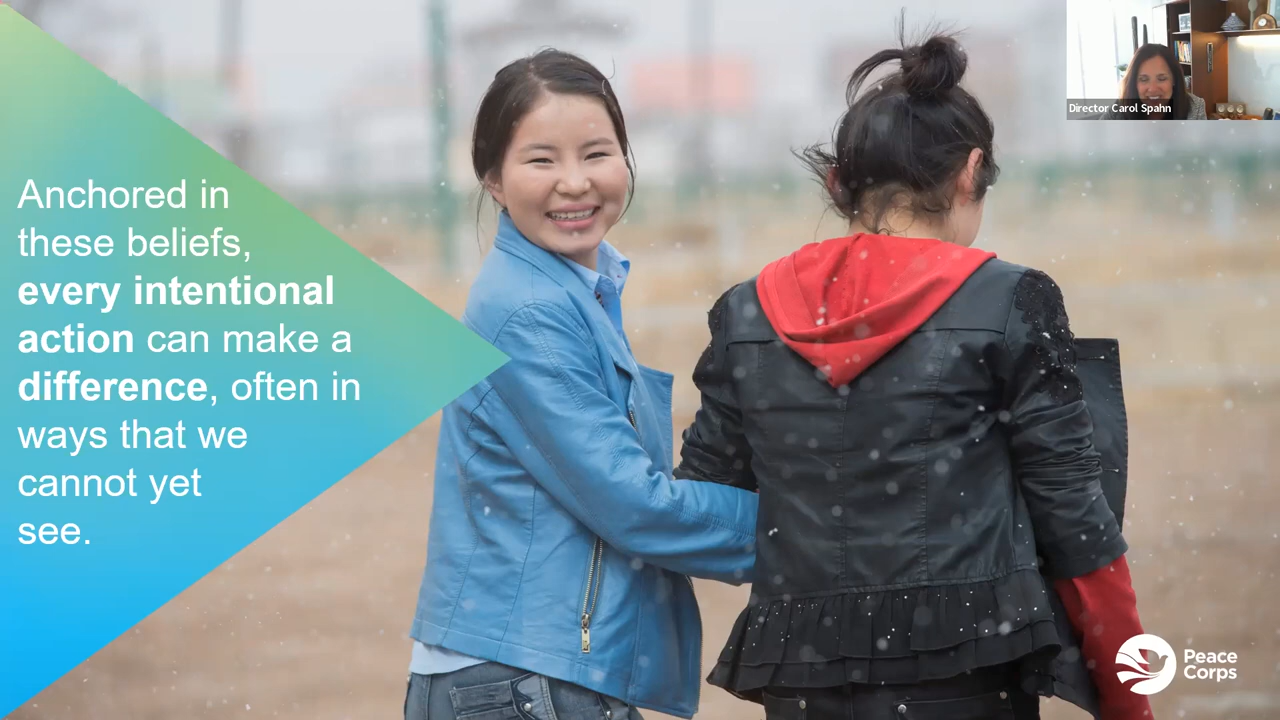 Director Carol Spahn
Anchored in
these beliefs,
every intentional
action can make a
difference, often in
ways that we
cannot yet
see.
Peace
Corps